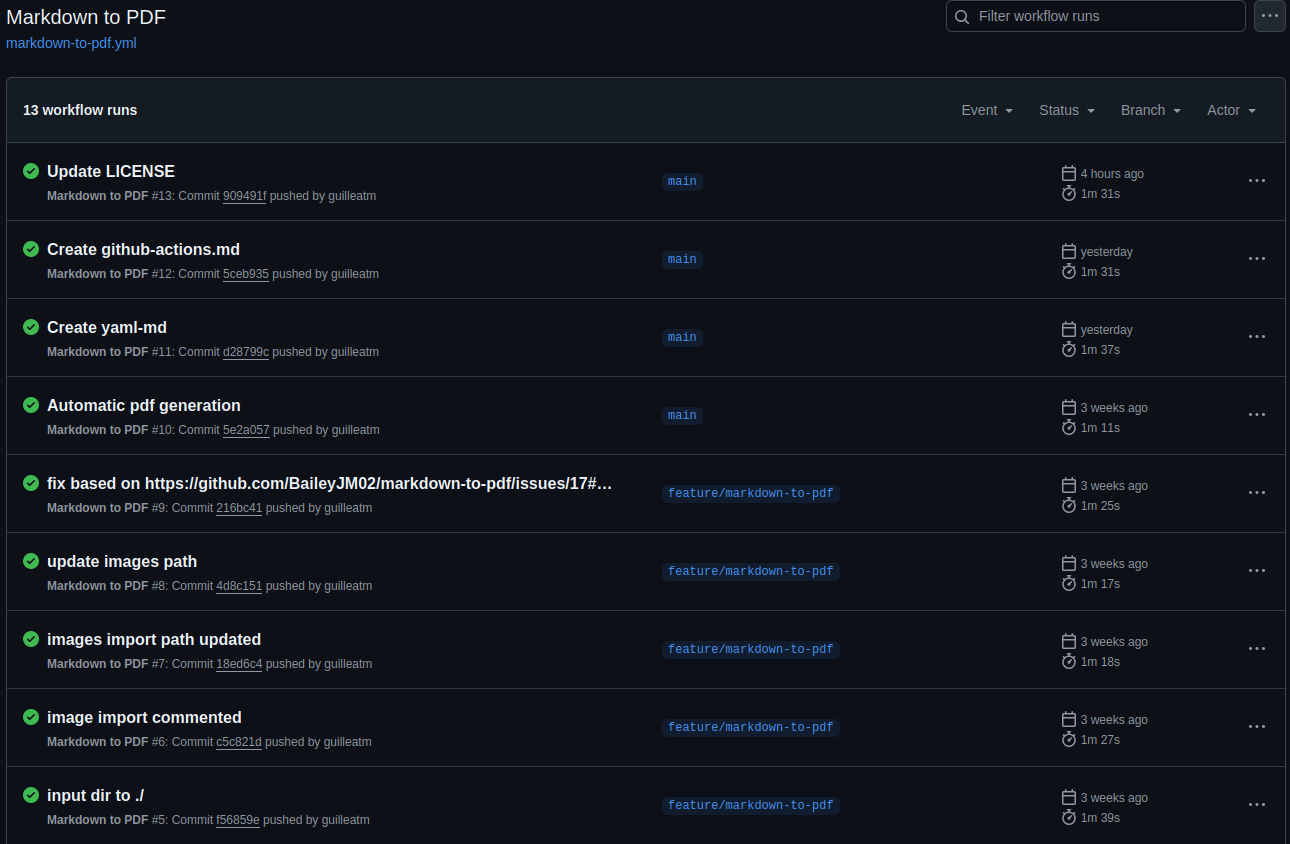 Markdown to PDF
Filter workflow runs
markdown-to-pdf.yml
13 workflow runs
Event
Status
Branch
Actor
Update LICENSE
Markdown to PDF #13: Commit 909491f pushed by guilleatm
main
4 hours ago
1m 31s
Create github-actions.md
Markdown to PDF #12: Commit 5ceb935 pushed by guilleatm
main
yesterday
1m 31s
Create yaml-md
Markdown to PDF #11: Commit d28799c pushed by guilleatm
main
yesterday
1m 37s
Automatic pdf generation
Markdown to PDF #10: Commit 5e2a057 pushed by guilleatm
main
3 weeks ago
1m 11s
fix based on https://github.com/BaileyJM02/markdown-to-pdf/issues/17#…
Markdown to PDF #9: Commit 216bc41 pushed by guilleatm
feature/markdown-to-pdf
3 weeks ago
1m 25s
update images path
Markdown to PDF #8: Commit 4d8c151 pushed by guilleatm
feature/markdown-to-pdf
3 weeks ago
1m 17s
images import path updated
Markdown to PDF #7: Commit 18ed6c4 pushed by guilleatm
feature/markdown-to-pdf
3 weeks ago
1m 18s
image import commented
Markdown to PDF #6: Commit c5c821d pushed by guilleatm
feature/markdown-to-pdf
3 weeks ago
1m 27s
input dir to ./
Markdown to PDF #5: Commit f56859e pushed by guilleatm
feature/markdown-to-pdf
3 weeks ago
1m 39s